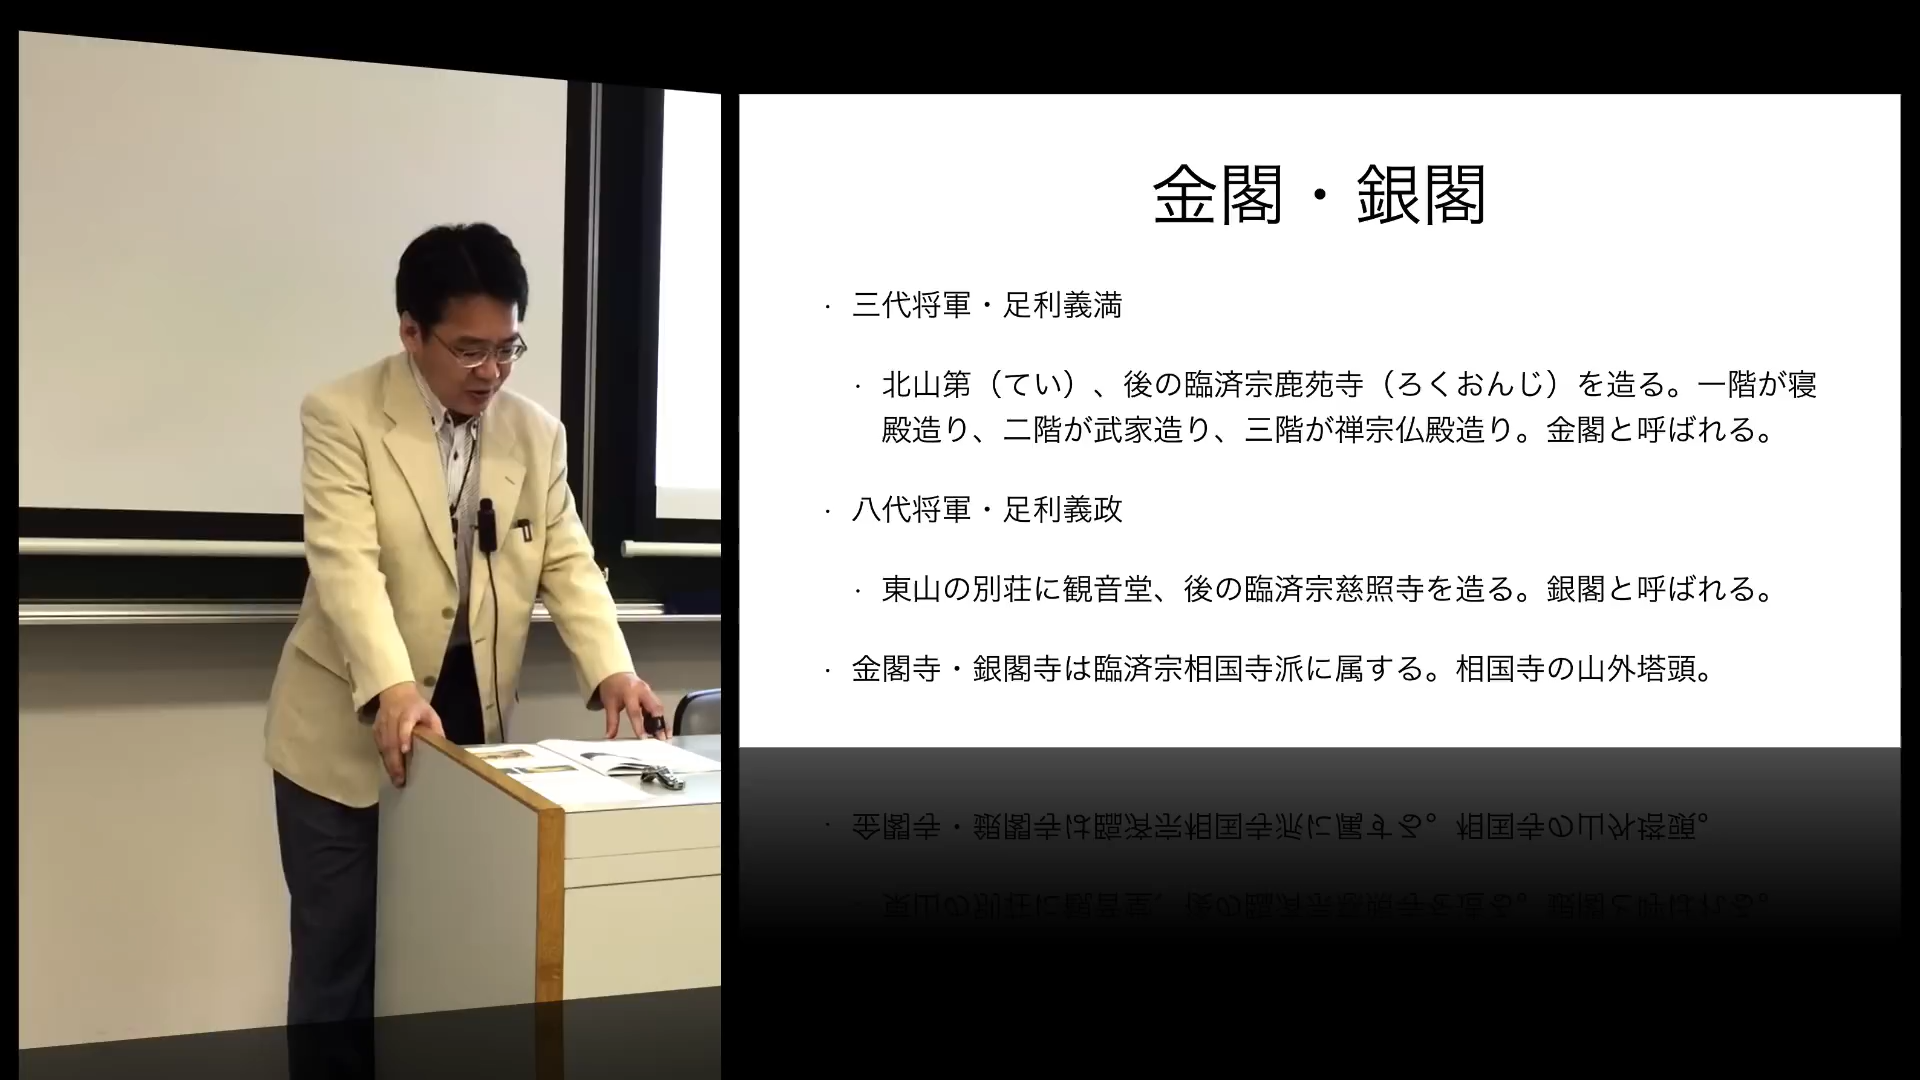 金閣・銀閣
・ 三代将軍・足利義満
・ 北山第（てい）、後の臨済宗鹿苑寺（ろくおんじ）を造る。一階が寝
殿造り、二階が武家造り、三階が禅宗仏殿造り。金閣と呼ばれる。
・ 八代将軍・足利義政
・ 東山の別荘に観音堂、後の臨済宗慈照寺を造る。銀閣と呼ばれる。
・ 金閣寺・銀閣寺は臨済宗相国寺派に属する。相国寺の山外塔頭。